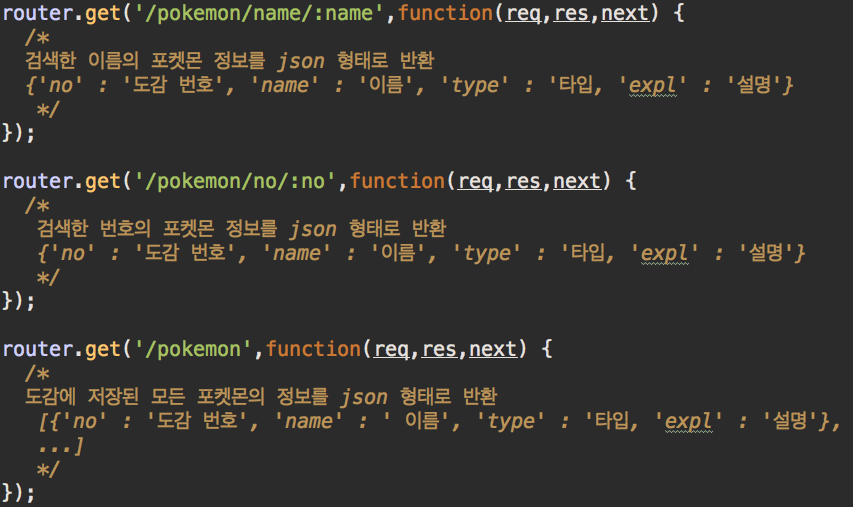 router.get('/pokemon/name/:name',function(req,res,next) {
/*
검색한 이름의 포켓몬 정보를 json 형태로 반환
{'no' : '도감 번호', 'name' : '이름', 'type' : '타입, 'expl' : '설명'}
*/
});
router.get('/pokemon/no/:no',function(req,res,next) {
/*
검색한 번호의 포켓몬 정보를 json 형태로 반환
{'no' : '도감 번호', 'name' : '이름', 'type' : '타입, 'expl' : '설명'}
*/
});
router.get('/pokemon',function(req,res,next) {
/*
도감에 저장된 모든 포켓몬의 정보를 json 형태로 반환
[{'no' : '도감 번호', 'name' : ' 이름', 'type' : '타입, 'expl' : '설명'},
...]
*/
});